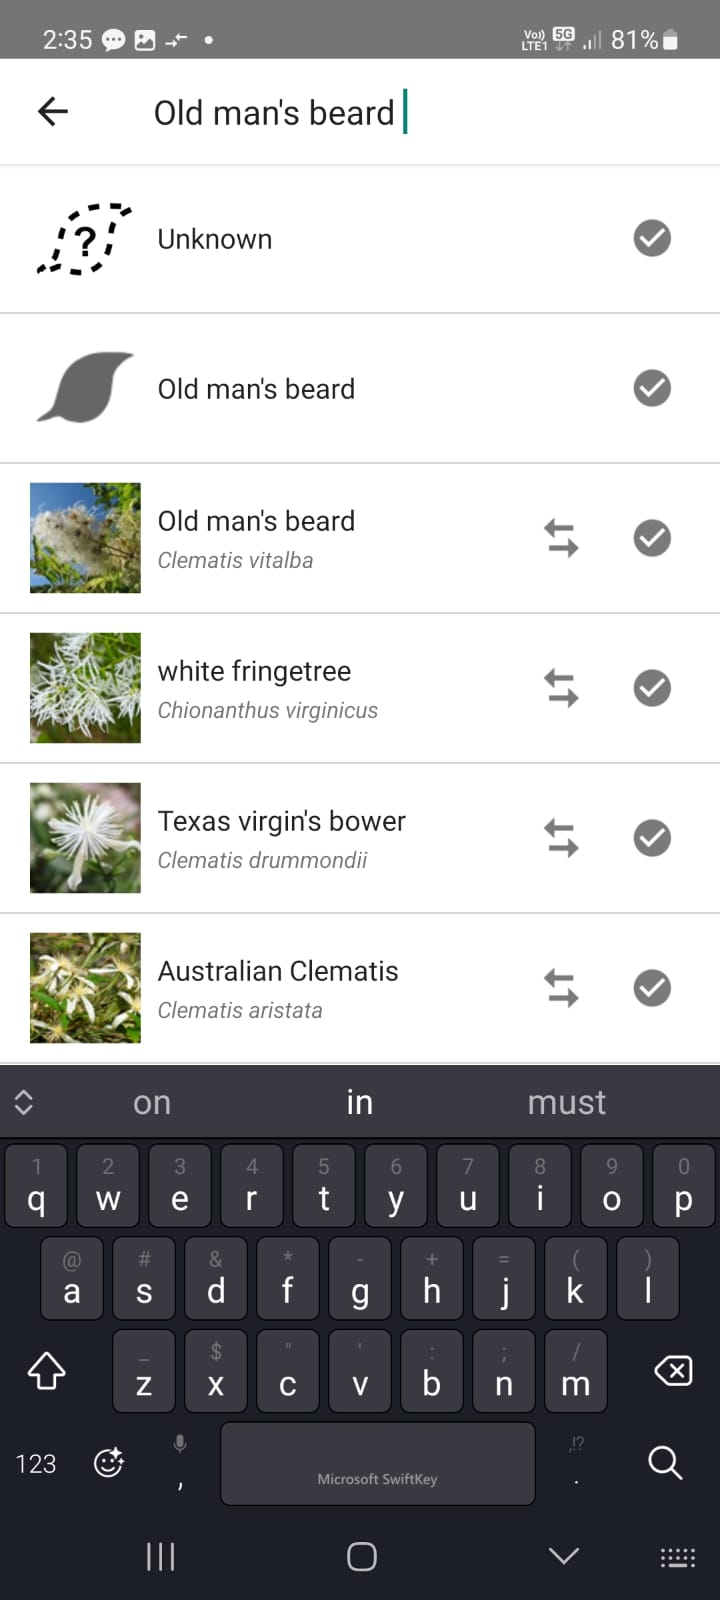 2:35
Vo)) LTE1 5G 81%
Old man's beard
?
Unknown
Old man's beard
Old man's beard
Clematis vitalba
white fringetree
Chionanthus virginicus
Texas virgin's bower
Clematis drummondii
Australian Clematis
Clematis aristata
on in must
1 2 3 4 5 6 7 8 9 0
q w e r t y u i o p
@ # & * - + = ( )
a s d f g h j k l
_ $ " ' : ; /
z x c v b n m
,!?
123 , Microsoft SwiftKey .